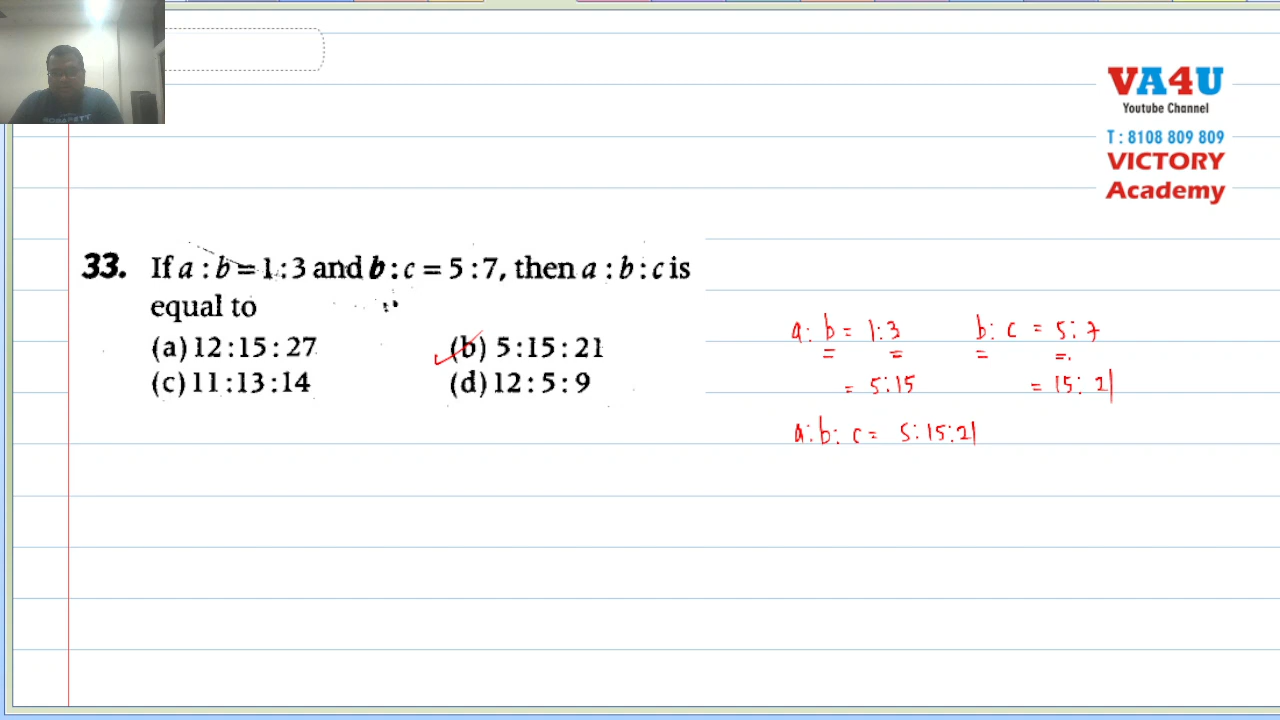 VA4U
Youtube Channel
T : 8108 809 809
VICTORY
Academy
33. If a : b = 1 : 3 and b : c = 5 : 7, then a : b : c is
equal to
(a) 12 : 15 : 27 (b) 5 : 15 : 21
(c) 11 : 13 : 14 (d) 12 : 5 : 9
a : b = 1 : 3 b : c = 5 : 7
= 5 : 15 = 15 : 21
a : b : c = 5 : 15 : 21